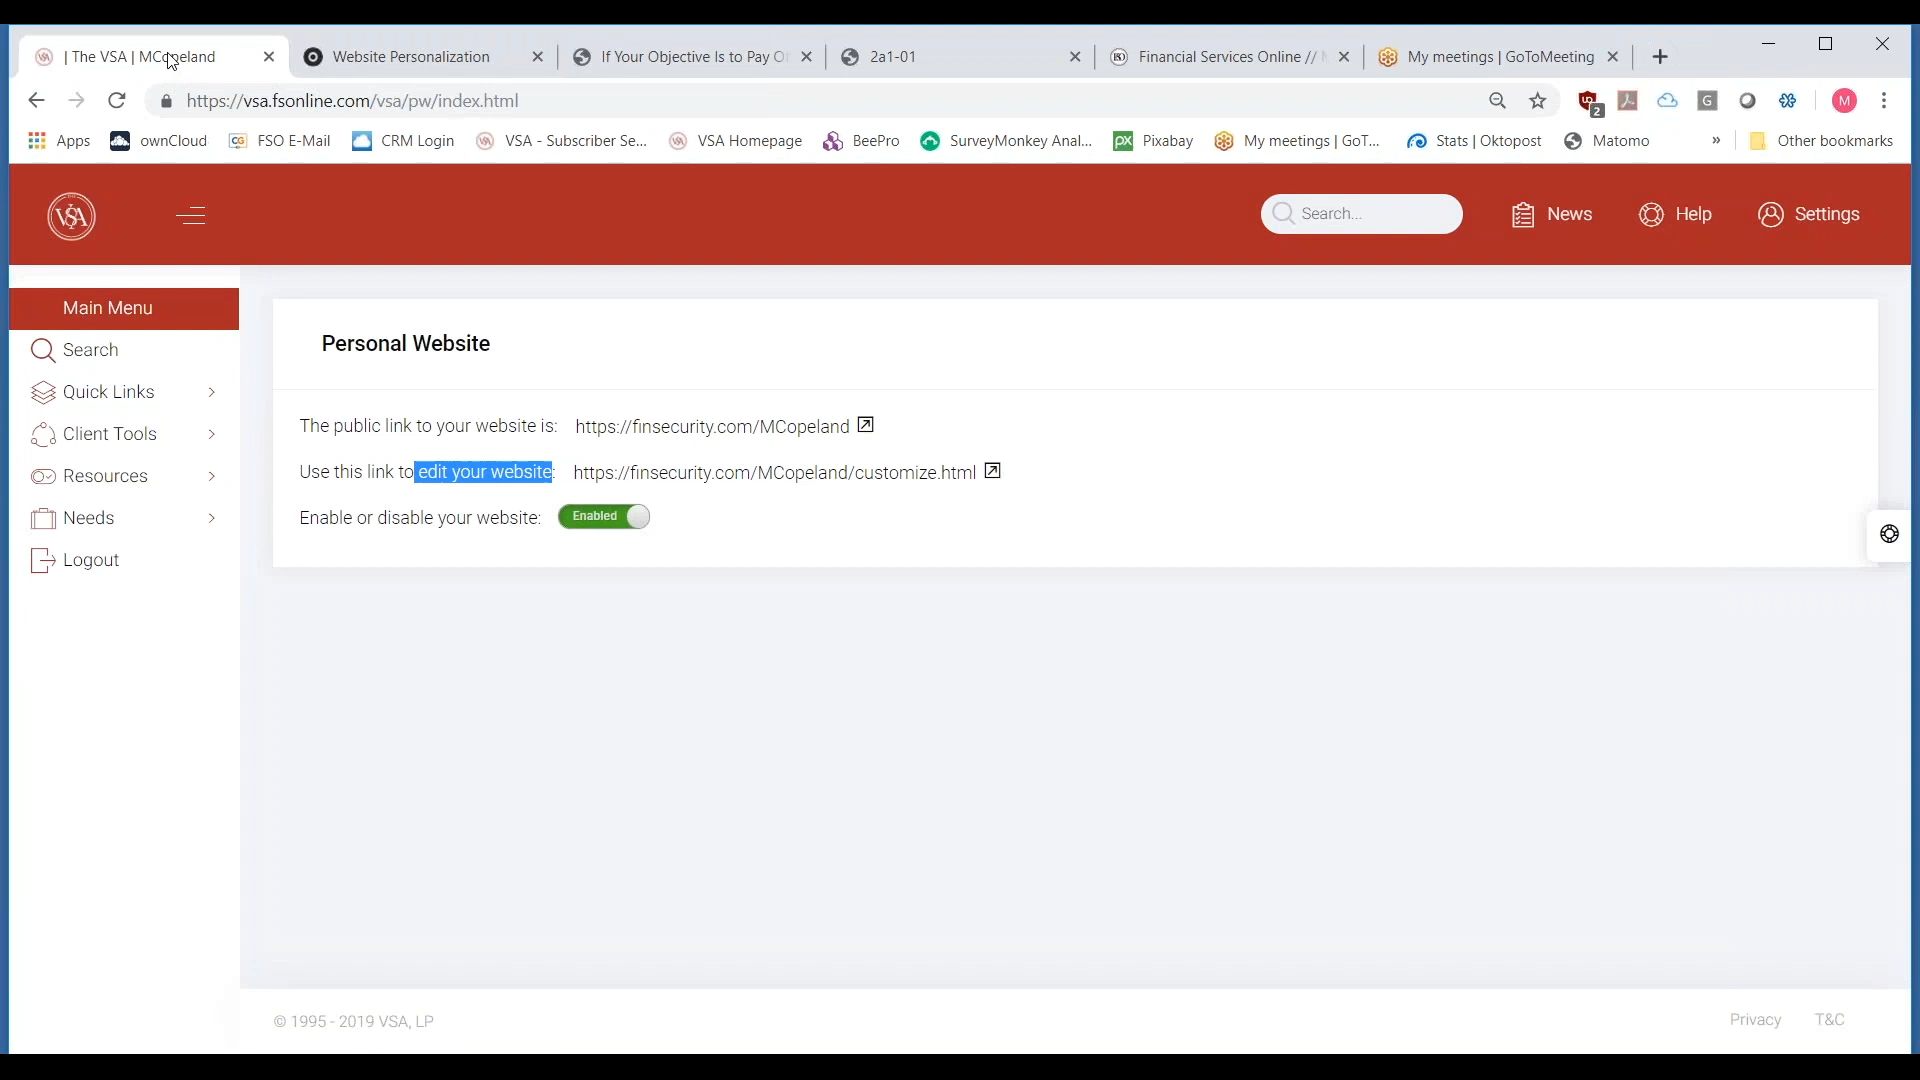 | The VSA | MCopeland
Website Personalization
If Your Objective Is to Pay O
2a1-01
Financial Services Online //
My meetings | GoToMeeting
https://vsa.fsonline.com/vsa/pw/index.html
2
G
M
Apps
ownCloud
FSO E-Mail
CRM Login
VSA - Subscriber Se...
VSA Homepage
BeePro
SurveyMonkey Anal...
px
Pixabay
My meetings | GoT...
Stats | Oktopost
Matomo
»
Other bookmarks
VSA
Search...
News
Help
Settings
Main Menu
Search
Quick Links
Client Tools
Resources
Needs
Logout
Personal Website
The public link to your website is: https://finsecurity.com/MCopeland
Use this link to edit your website: https://finsecurity.com/MCopeland/customize.html
Enable or disable your website: Enabled
© 1995 - 2019 VSA, LP
Privacy
T&C